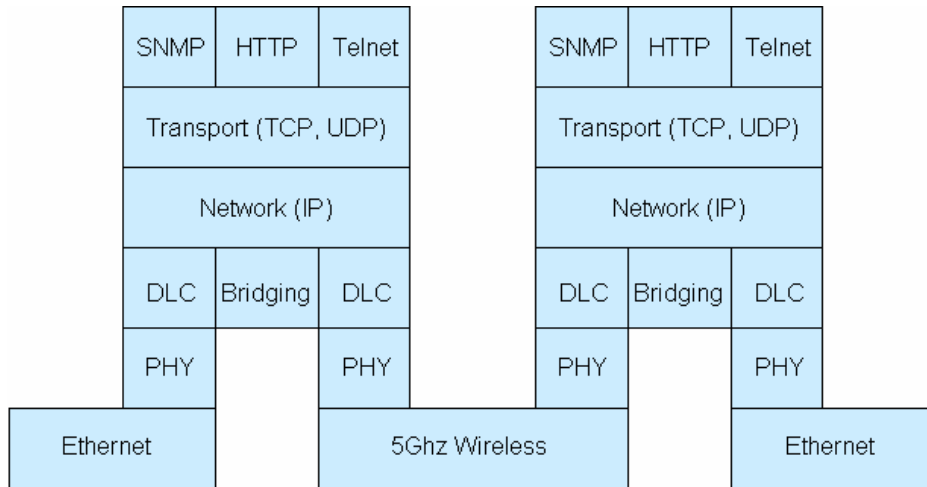 SNMP HTTP Telnet SNMP HTTP Telnet
Transport (TCP, UDP) Transport (TCP, UDP)
Network (IP) Network (IP)
DLC Bridging DLC DLC Bridging DLC
PHY PHY PHY PHY
Ethernet 5Ghz Wireless Ethernet